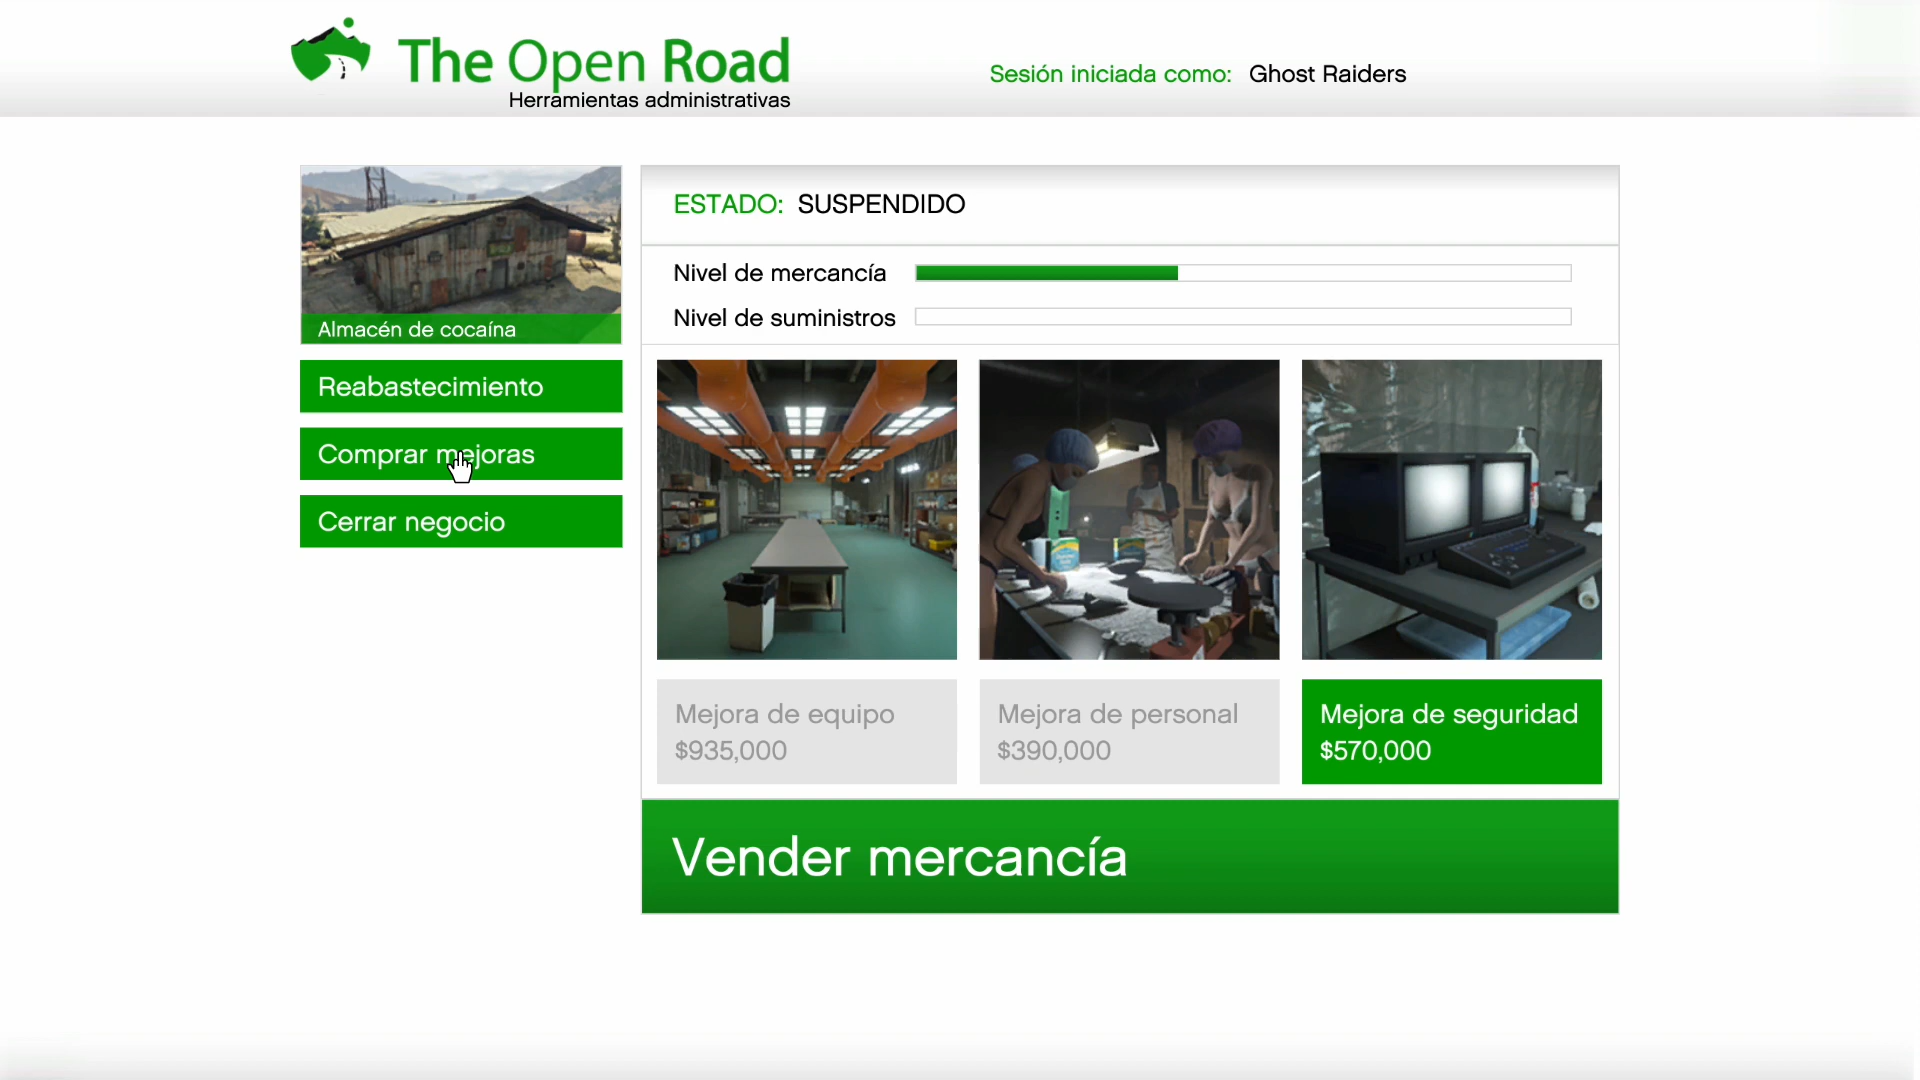 The Open Road
Herramientas administrativas
Sesión iniciada como: Ghost Raiders
Almacén de cocaína
Reabastecimiento
Comprar mejoras
Cerrar negocio
ESTADO: SUSPENDIDO
Nivel de mercancía
Nivel de suministros
Mejora de equipo
$935,000
Mejora de personal
$390,000
Mejora de seguridad
$570,000
Vender mercancía